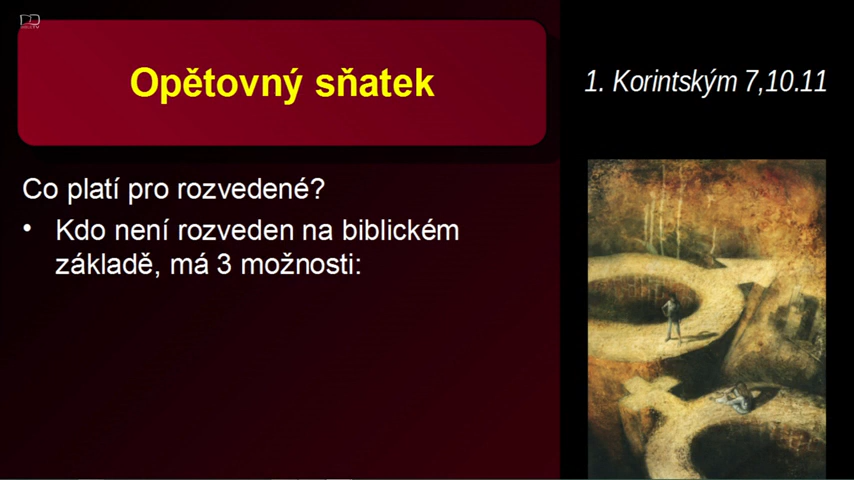 Opětovný sňatek
1. Korintským 7,10.11
Co platí pro rozvedené?
• Kdo není rozveden na biblickém
základě, má 3 možnosti: